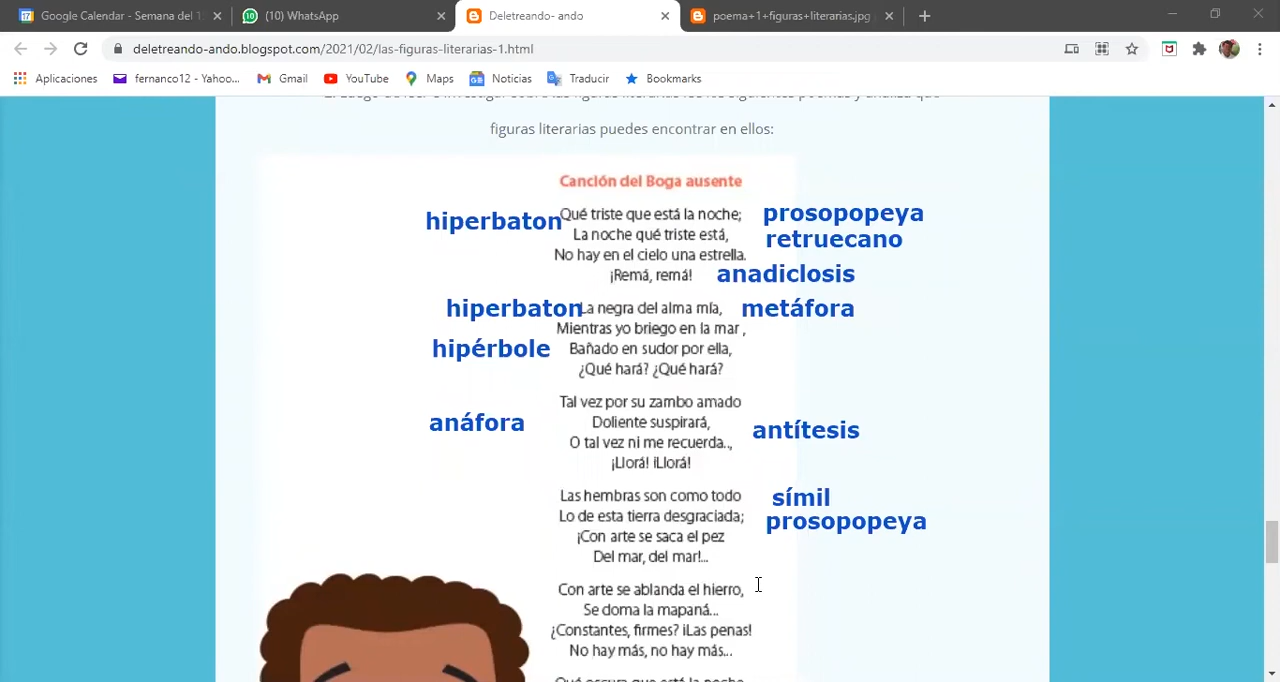 Google Calendar - Semana del 1
(10) WhatsApp
Deletreando- ando
poema+1+figuras+literarias.jpg
deletreando-ando.blogspot.com/2021/02/las-figuras-literarias-1.html
Aplicaciones
fernanco12 - Yahoo...
Gmail
YouTube
Maps
Noticias
Traducir
Bookmarks
figuras literarias puedes encontrar en ellos:
Canción del Boga ausente
hiperbaton
Qué triste que está la noche;
prosopopeya
La noche qué triste está,
retruecano
No hay en el cielo una estrella.
¡Remá, remá!
anadiclosis
hiperbaton
La negra del alma mía,
metáfora
Mientras yo briego en la mar ,
hipérbole
Bañado en sudor por ella,
¿Qué hará? ¿Qué hará?
Tal vez por su zambo amado
anáfora
Doliente suspirará,
antítesis
O tal vez ni me recuerda..,
¡Llorá! ¡Llorá!
Las hembras son como todo
símil
Lo de esta tierra desgraciada;
prosopopeya
¡Con arte se saca el pez
Del mar, del mar!...
Con arte se ablanda el hierro,
Se doma la mapaná...
¿Constantes, firmes? ¡Las penas!
No hay más, no hay más...
Qué oscura que está la noche